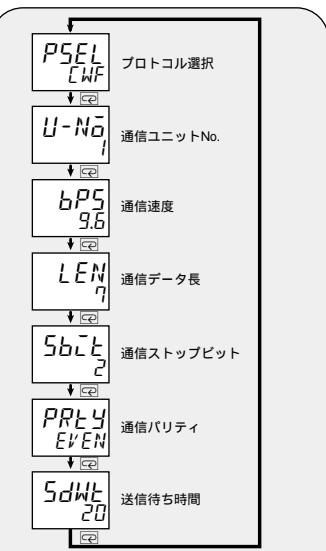 PSEL
CWF
プロトコル選択
U-No
1
通信ユニットNo.
bPS
9.6
通信速度
LEN
7
通信データ長
Sbit
2
通信ストップビット
PRtY
EVEN
通信パリティ
SdWt
20
送信待ち時間